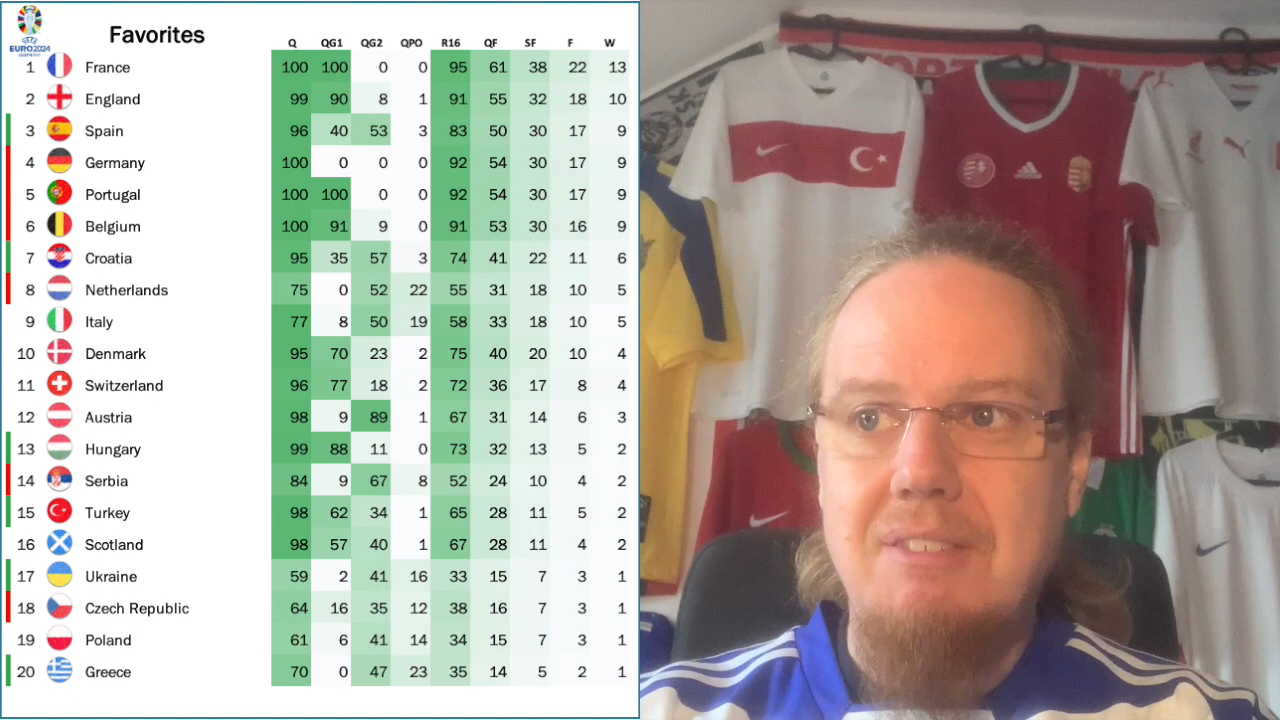 UEFA
EURO2024
GERMANY
Favorites
Q QG1 QG2 QPO R16 QF SF F W
1 France 100 100 0 0 95 61 38 22 13
2 England 99 90 8 1 91 55 32 18 10
3 Spain 96 40 53 3 83 50 30 17 9
4 Germany 100 0 0 0 92 54 30 17 9
5 Portugal 100 100 0 0 92 54 30 17 9
6 Belgium 100 91 9 0 91 53 30 16 9
7 Croatia 95 35 57 3 74 41 22 11 6
8 Netherlands 75 0 52 22 55 31 18 10 5
9 Italy 77 8 50 19 58 33 18 10 5
10 Denmark 95 70 23 2 75 40 20 10 4
11 Switzerland 96 77 18 2 72 36 17 8 4
12 Austria 98 9 89 1 67 31 14 6 3
13 Hungary 99 88 11 0 73 32 13 5 2
14 Serbia 84 9 67 8 52 24 10 4 2
15 Turkey 98 62 34 1 65 28 11 5 2
16 Scotland 98 57 40 1 67 28 11 4 2
17 Ukraine 59 2 41 16 33 15 7 3 1
18 Czech Republic 64 16 35 12 38 16 7 3 1
19 Poland 61 6 41 14 34 15 7 3 1
20 Greece 70 0 47 23 35 14 5 2 1